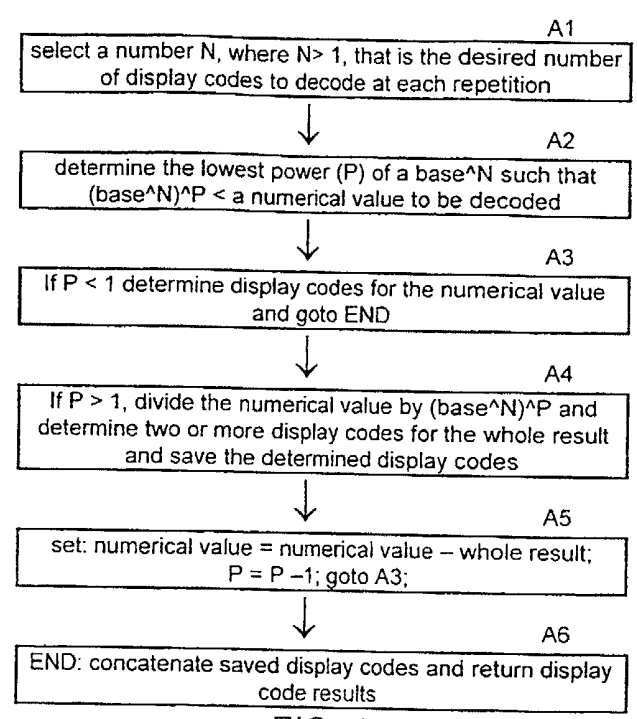 A1
select a number N, where N> 1, that is the desired number
of display codes to decode at each repetition
A2
determine the lowest power (P) of a base^N such that
(base^N)^P < a numerical value to be decoded
A3
If P < 1 determine display codes for the numerical value
and goto END
A4
If P > 1, divide the numerical value by (base^N)^P and
determine two or more display codes for the whole result
and save the determined display codes
A5
set: numerical value = numerical value – whole result;
P = P –1; goto A3;
A6
END: concatenate saved display codes and return display
code results